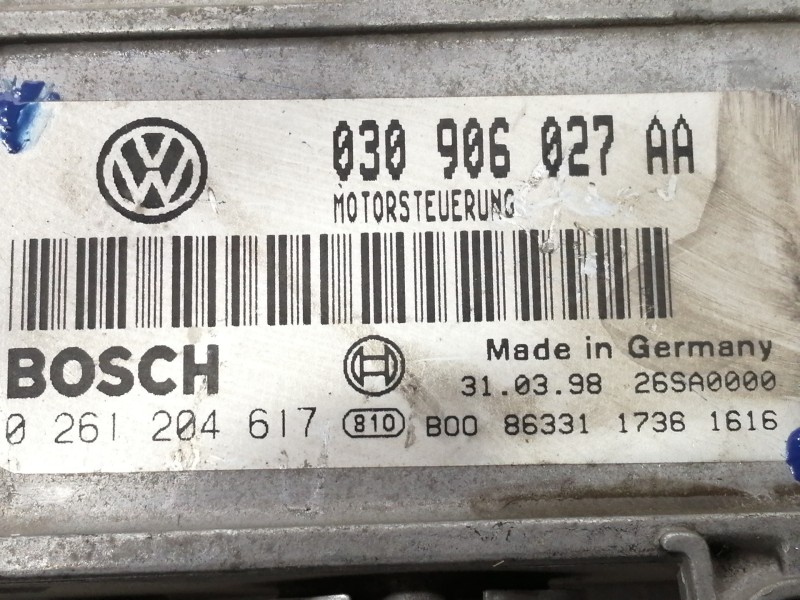 030 906 027 AA
MOTORSTEUERUNG
BOSCH
Made in Germany
31.03.98 26SA0000
0 261 204 617 810 B00 86331 1736 1616